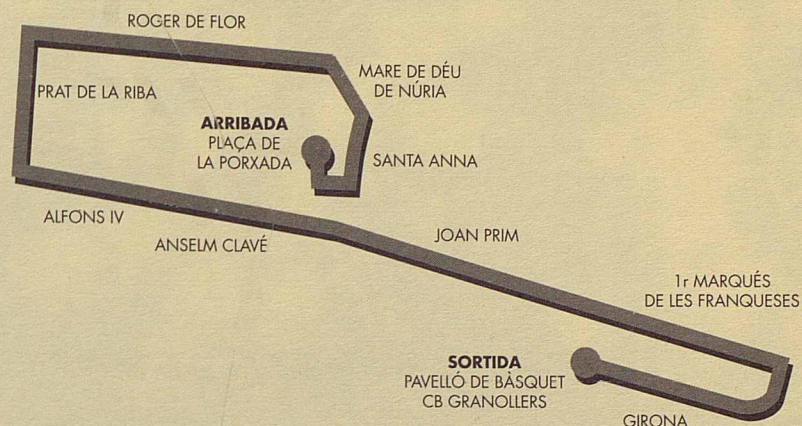 ROGER DE FLOR
PRAT DE LA RIBA
MARE DE DÉU
DE NÚRIA
ARRIBADA
PLAÇA DE
LA PORXADA
SANTA ANNA
ALFONS IV
ANSELM CLAVÉ
JOAN PRIM
1r MARQUÉS
DE LES FRANQUESES
SORTIDA
PAVELLÓ DE BÀSQUET
CB GRANOLLERS
GIRONA